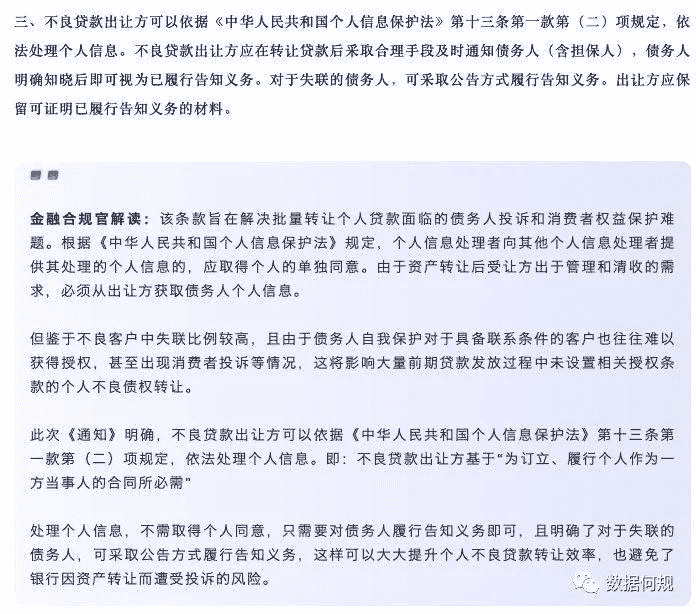 三、不良贷款出让方可以依据《中华人民共和国个人信息保护法》第十三条第一款第（二）项规定，依
法处理个人信息。不良贷款出让方应在转让贷款后采取合理手段及时通知债务人（含担保人），债务人
明确知晓后即可视为已履行告知义务。对于失联的债务人，可采用公告方式履行告知义务。出让方应保
留可证明已履行告知义务的材料。
金融合规官解读：该条款旨在解决批量转让个人贷款面临的债务人投诉和消费者权益保护难
题。根据《中华人民共和国个人信息保护法》规定，个人信息处理者向其他个人信息处理者提
供其处理的个人信息的，应取得个人的单独同意。由于资产转让后受让方出于管理和清收的需
求，必须从出让方获取债务人个人信息。
但鉴于不良客户中失联比例较高，且由于债务人自我保护对于具备联系条件的客户也往往难以
获得授权，甚至出现消费者投诉等情况，这将影响大量前期贷款发放过程中未设置相关授权条
款的个人不良债权转让。
此次《通知》明确，不良贷款出让方可以依据《中华人民共和国个人信息保护法》第十三条第
一款第（二）项规定，依法处理个人信息。即：不良贷款出让方基于“为订立、履行个人作为一
方当事人的合同所必需”
处理个人信息，不需取得个人同意，只需要对债务人履行告知义务即可，且明确了对于失联的
债务人，可采取公告方式履行告知义务，这样可以大大提升个人不良贷款转让效率，也避免了
银行因资产转让而遭受投诉的风险。
数据何规